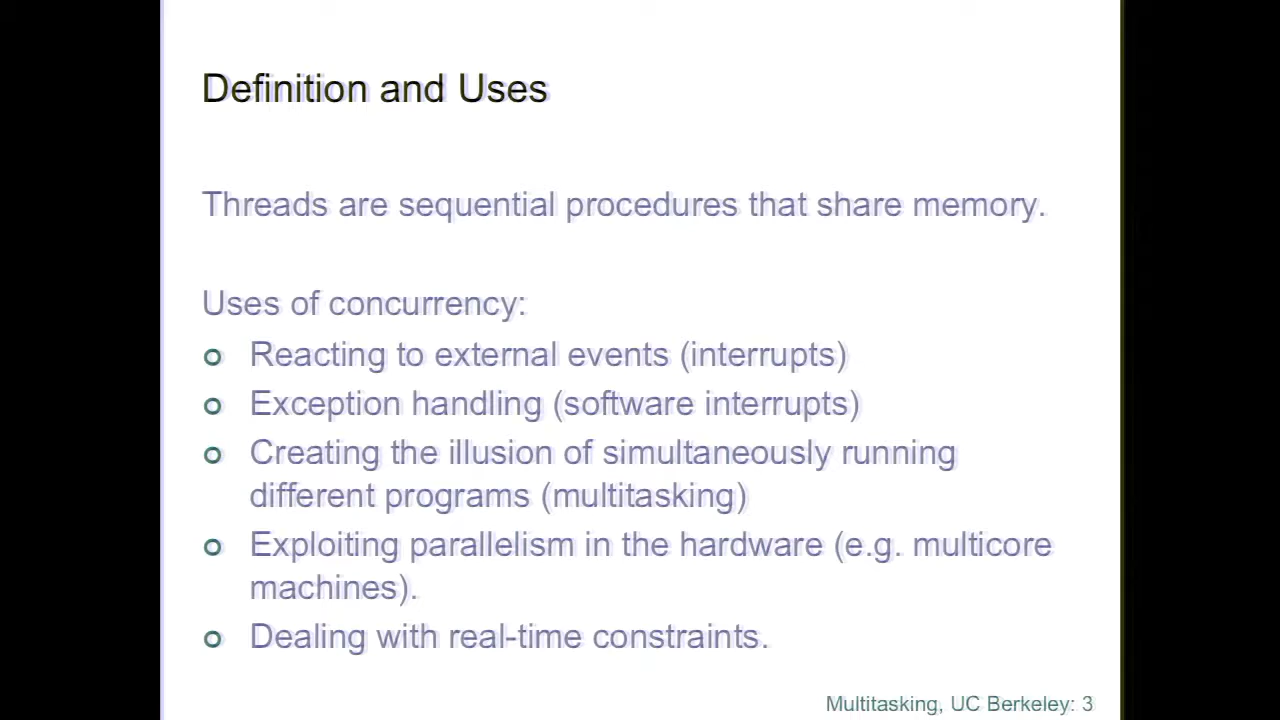 Definition and Uses
Threads are sequential procedures that share memory.
Uses of concurrency:
Reacting to external events (interrupts)
Exception handling (software interrupts)
Creating the illusion of simultaneously running
different programs (multitasking)
Exploiting parallelism in the hardware (e.g. multicore
machines).
Dealing with real-time constraints.
Multitasking, UC Berkeley: 3